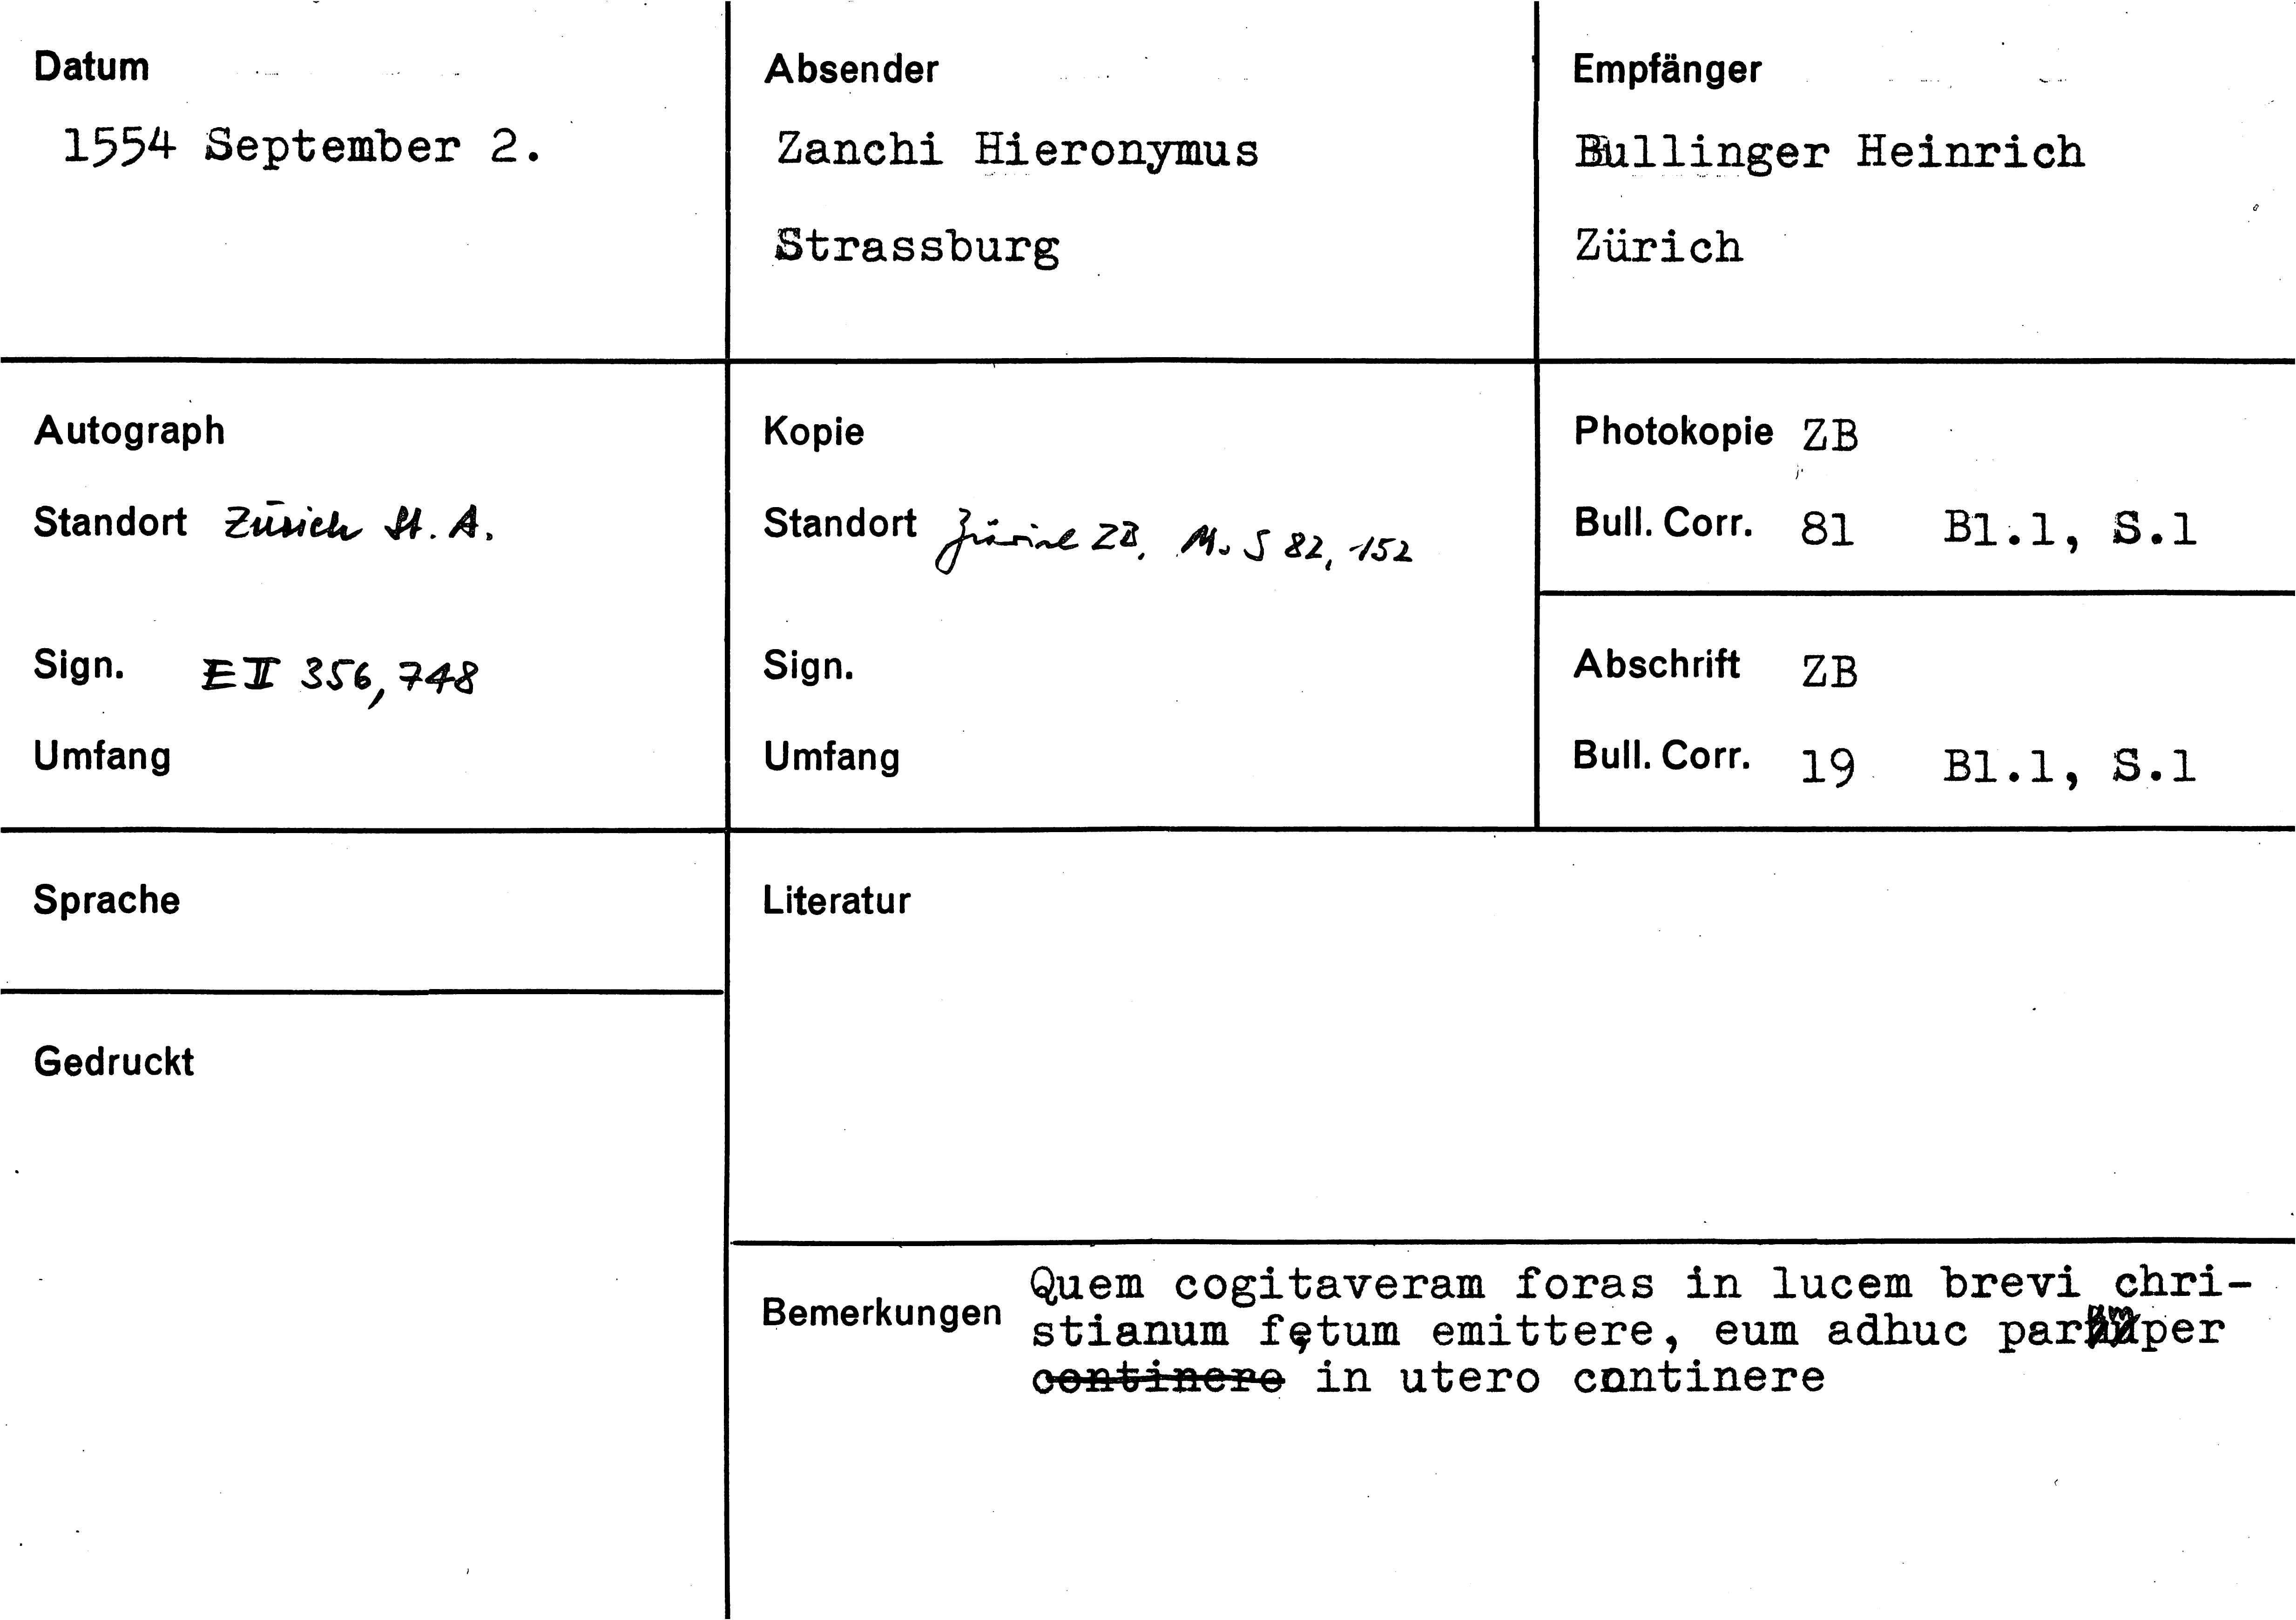 Datum
1554 September 2.
Absender
Zanchi Hieronymus
Strassburg
Empfänger
Bullinger Heinrich
Zürich
Autograph
Standort Zürich St. A.
Sign. E II 356, 748
Umfang
Kopie
Standort Zürich ZB, Ms S 82, 152
Sign.
Umfang
Photokopie ZB
Bull. Corr. 81 Bl.1, S.1
Abschrift ZB
Bull. Corr. 19 Bl.1, S.1
Sprache
Gedruckt
Literatur
Bemerkungen
Quem cogitaveram foras in lucem brevi chri-
stianum fętum emittere, eum adhuc parumper
continere in utero continere